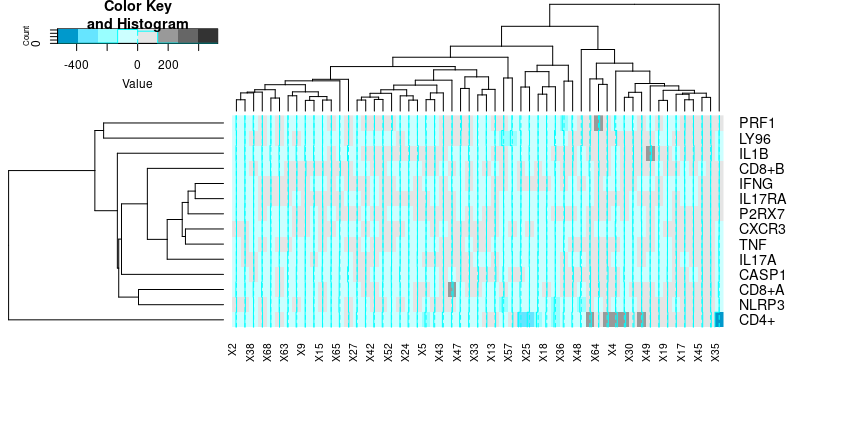 Color Key
and Histogram
Count
0
-400 0 200
Value
PRF1
LY96
IL1B
CD8+B
IFNG
IL17RA
P2RX7
CXCR3
TNF
IL17A
CASP1
CD8+A
NLRP3
CD4+
X2 X38 X68 X63 X9 X15 X65 X27 X42 X52 X24 X5 X43 X47 X33 X13 X57 X25 X18 X36 X48 X64 X4 X30 X49 X19 X17 X45 X35